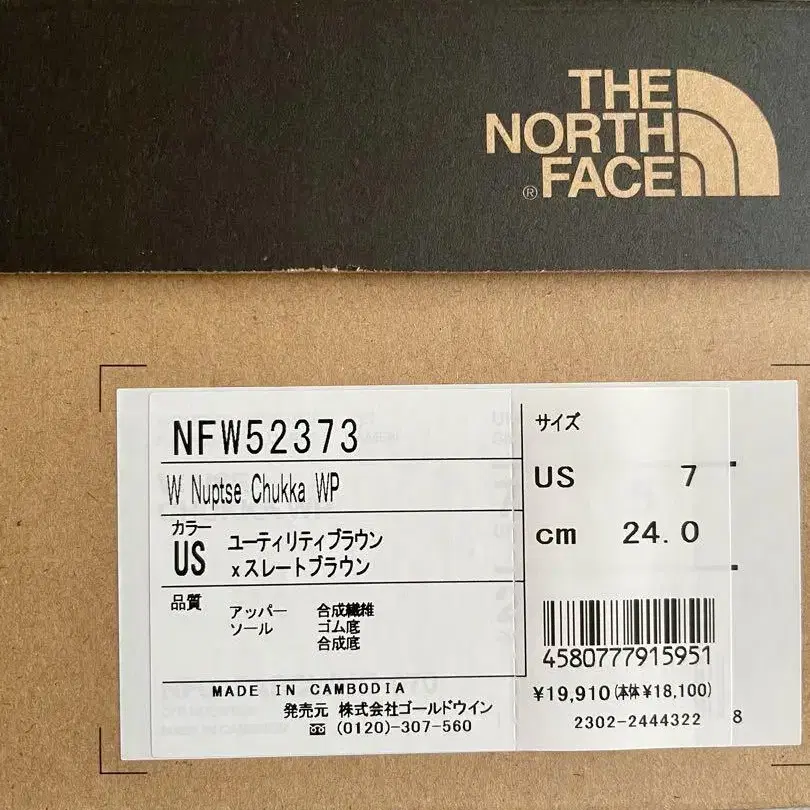 THE
NORTH
FACE
®
NFW52373
W Nuptse Chukka WP
カラー
US ユーティリティブラウン
xスレートブラウン
品質 アッパー 合成繊維
ソール ゴム底
合成底
MADE IN CAMBODIA
発売元 株式会社ゴールドウイン
☎ (0120)-307-560
サイズ
US 7
cm 24.0
4580777915951
¥19,910(本体¥18,100)
2302-2444322
8